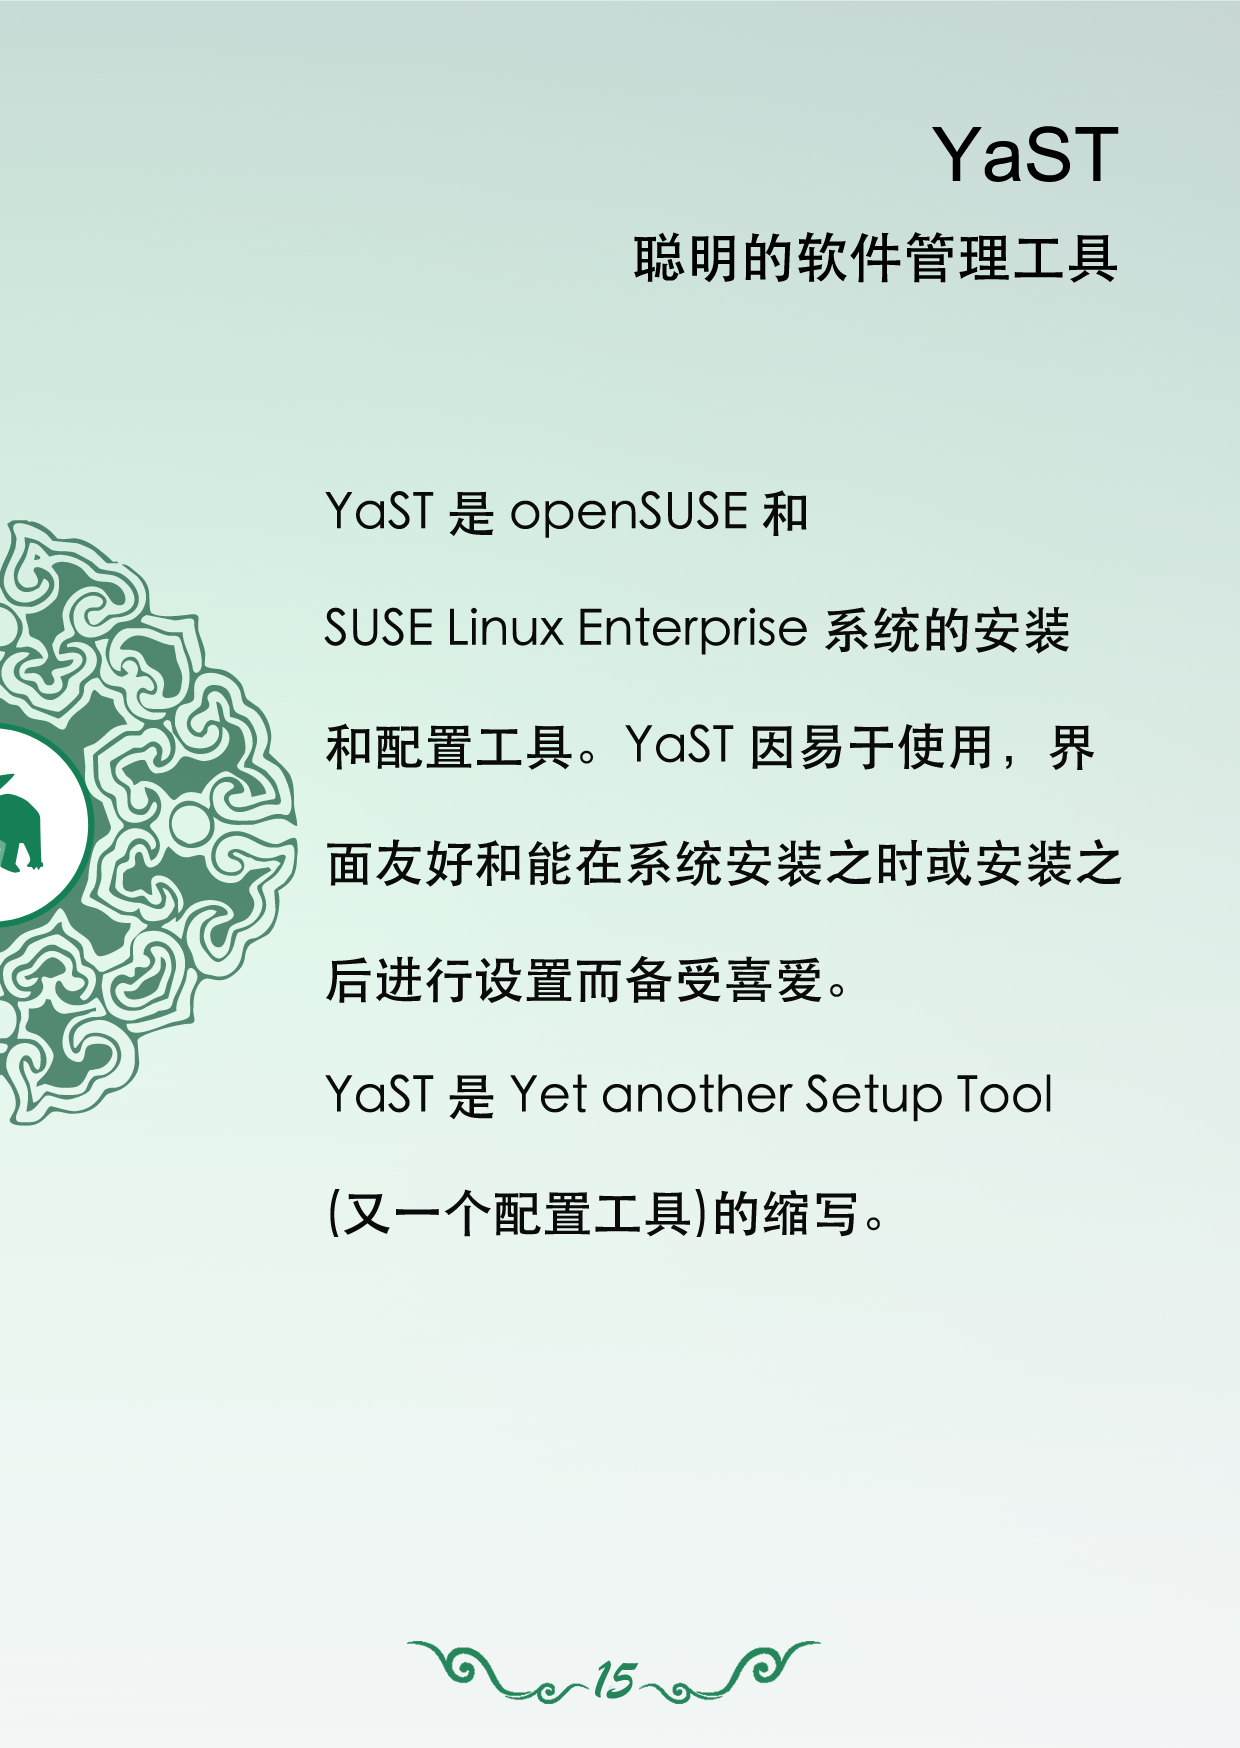 YaST
聪明的软件管理工具
YaST 是 openSUSE 和
SUSE Linux Enterprise 系统的安装
和配置工具。YaST 因易于使用，界
面友好和能在系统安装之时或安装之
后进行设置而备受喜爱。
YaST 是 Yet another Setup Tool
(又一个配置工具)的缩写。
15